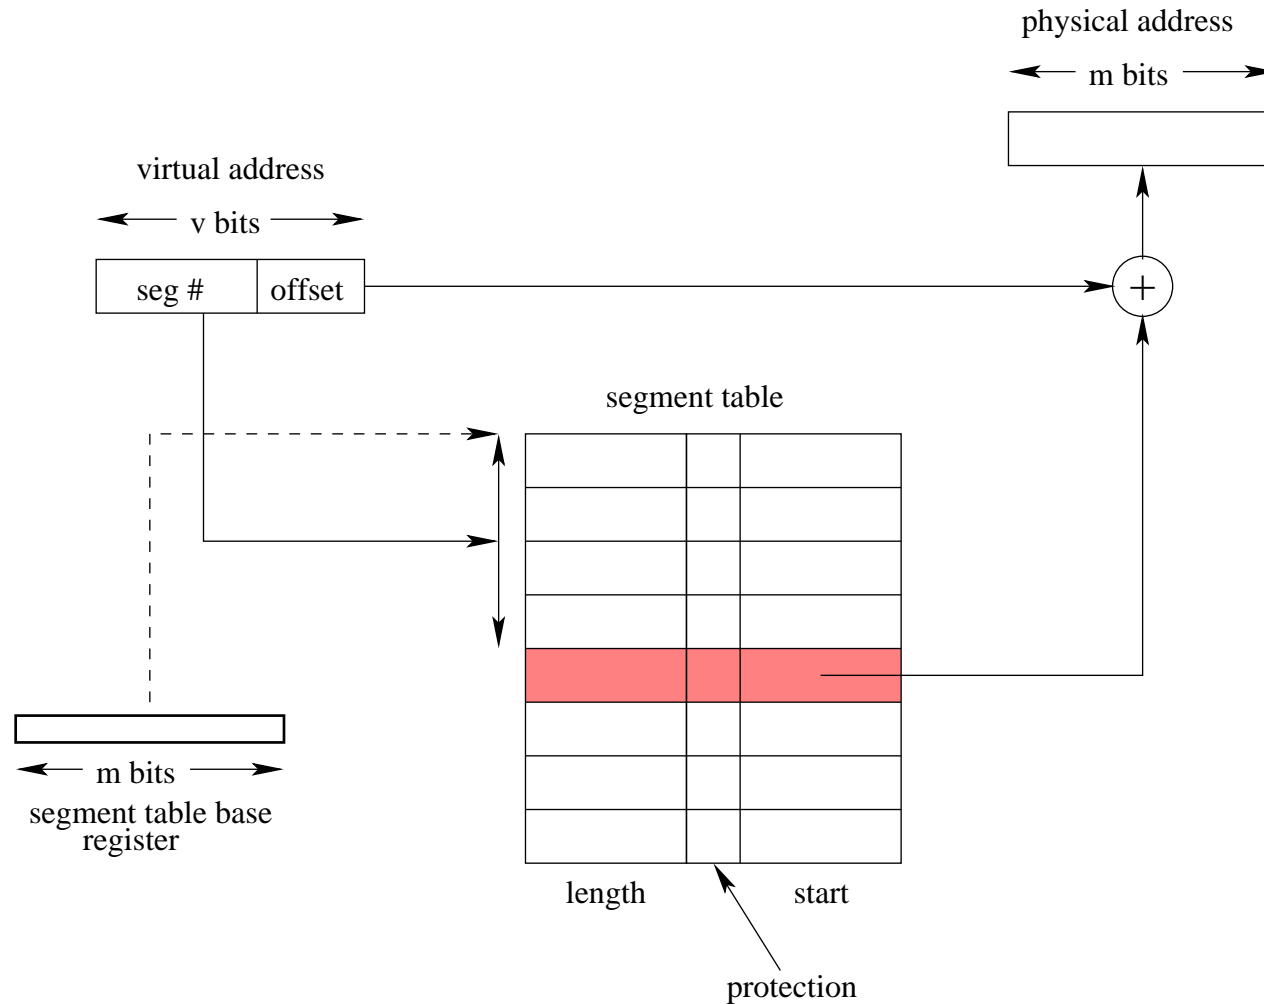 physical address
m bits
virtual address
v bits
seg #
offset
+
segment table
m bits
segment table base
register
length
start
protection